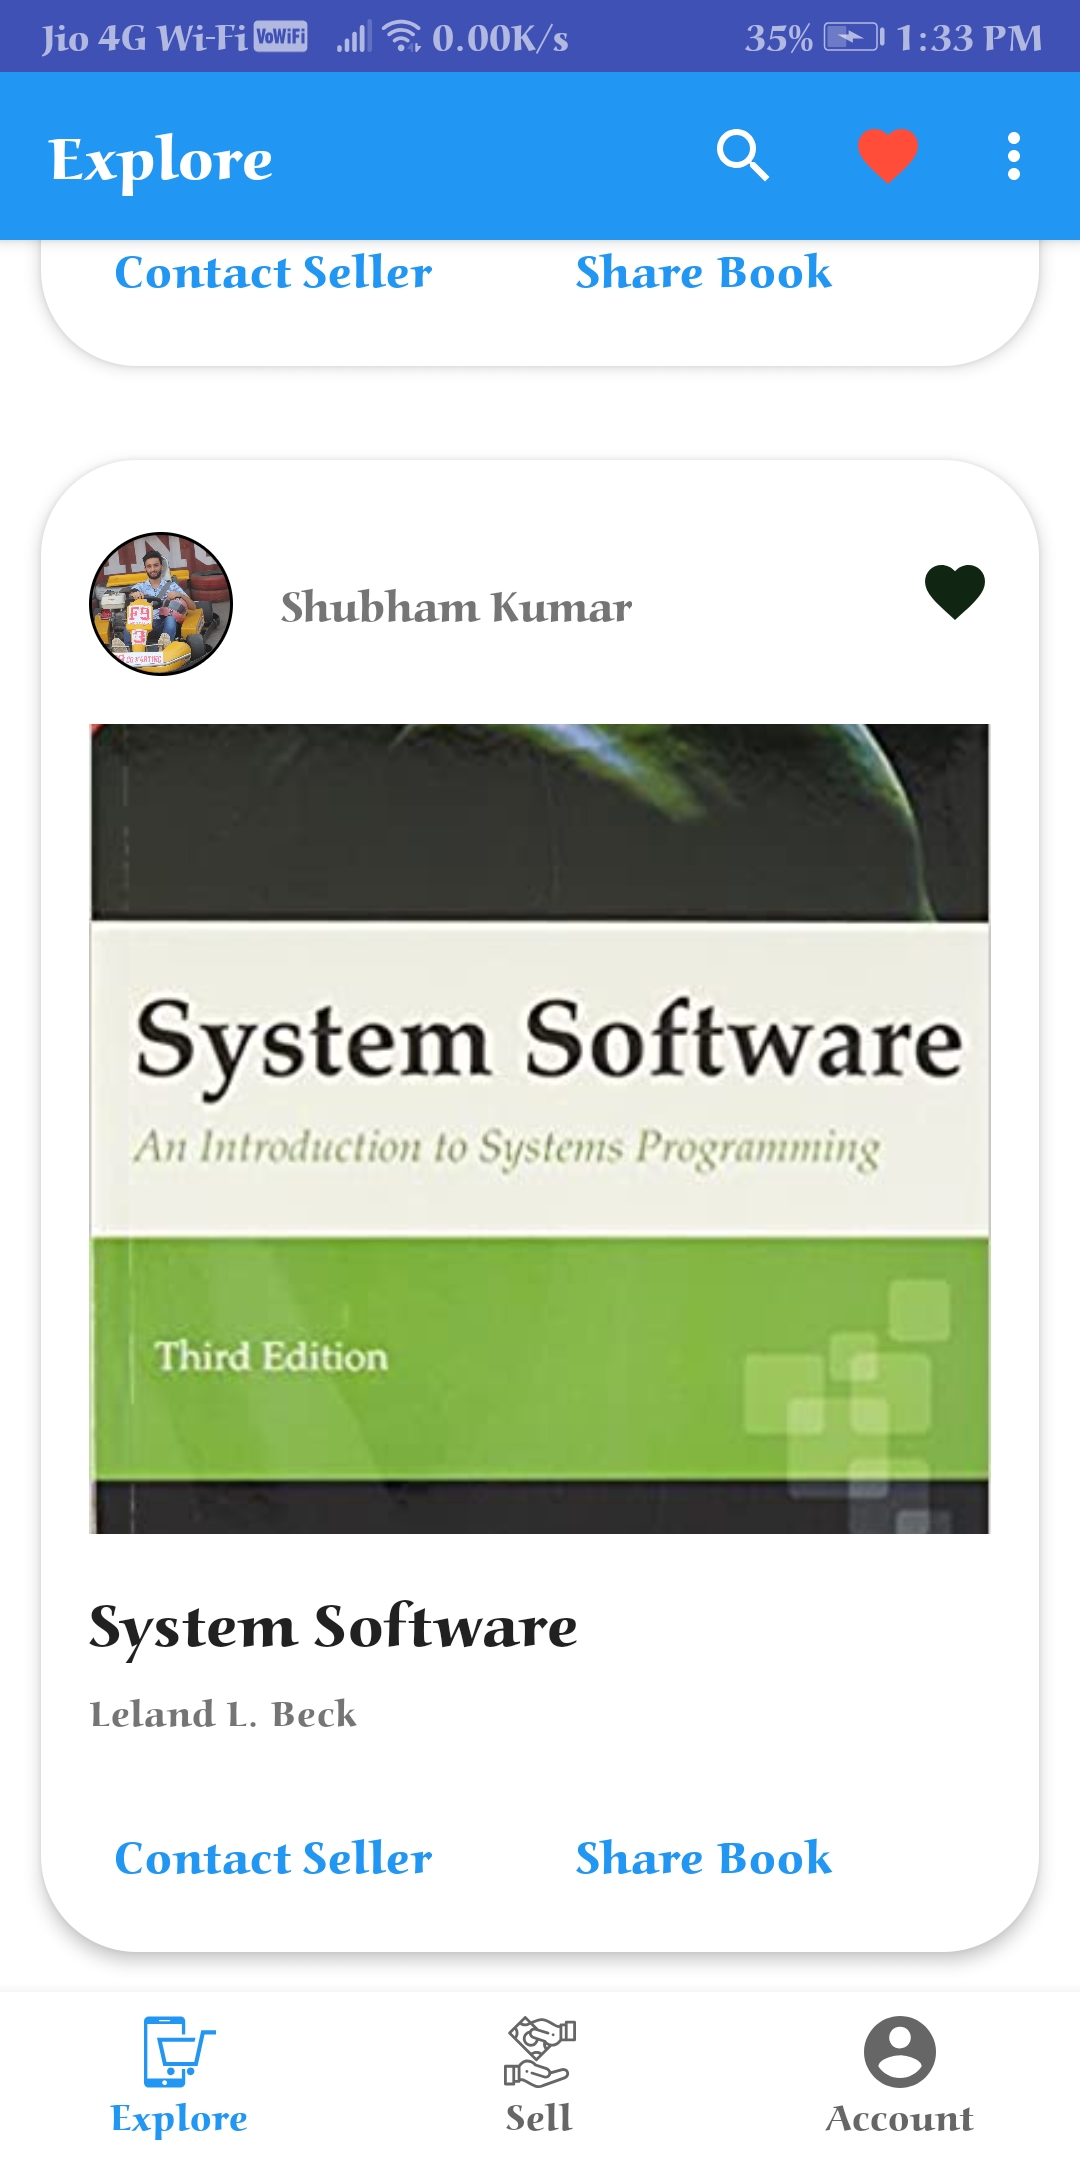 Jio 4G Wi-Fi VoWiFi 0.00K/s 35% 1:33 PM
Explore
Contact Seller Share Book
Shubham Kumar
F9
3
System Software
An Introduction to Systems Programming
Third Edition
System Software
Leland L. Beck
Contact Seller Share Book
Explore Sell Account